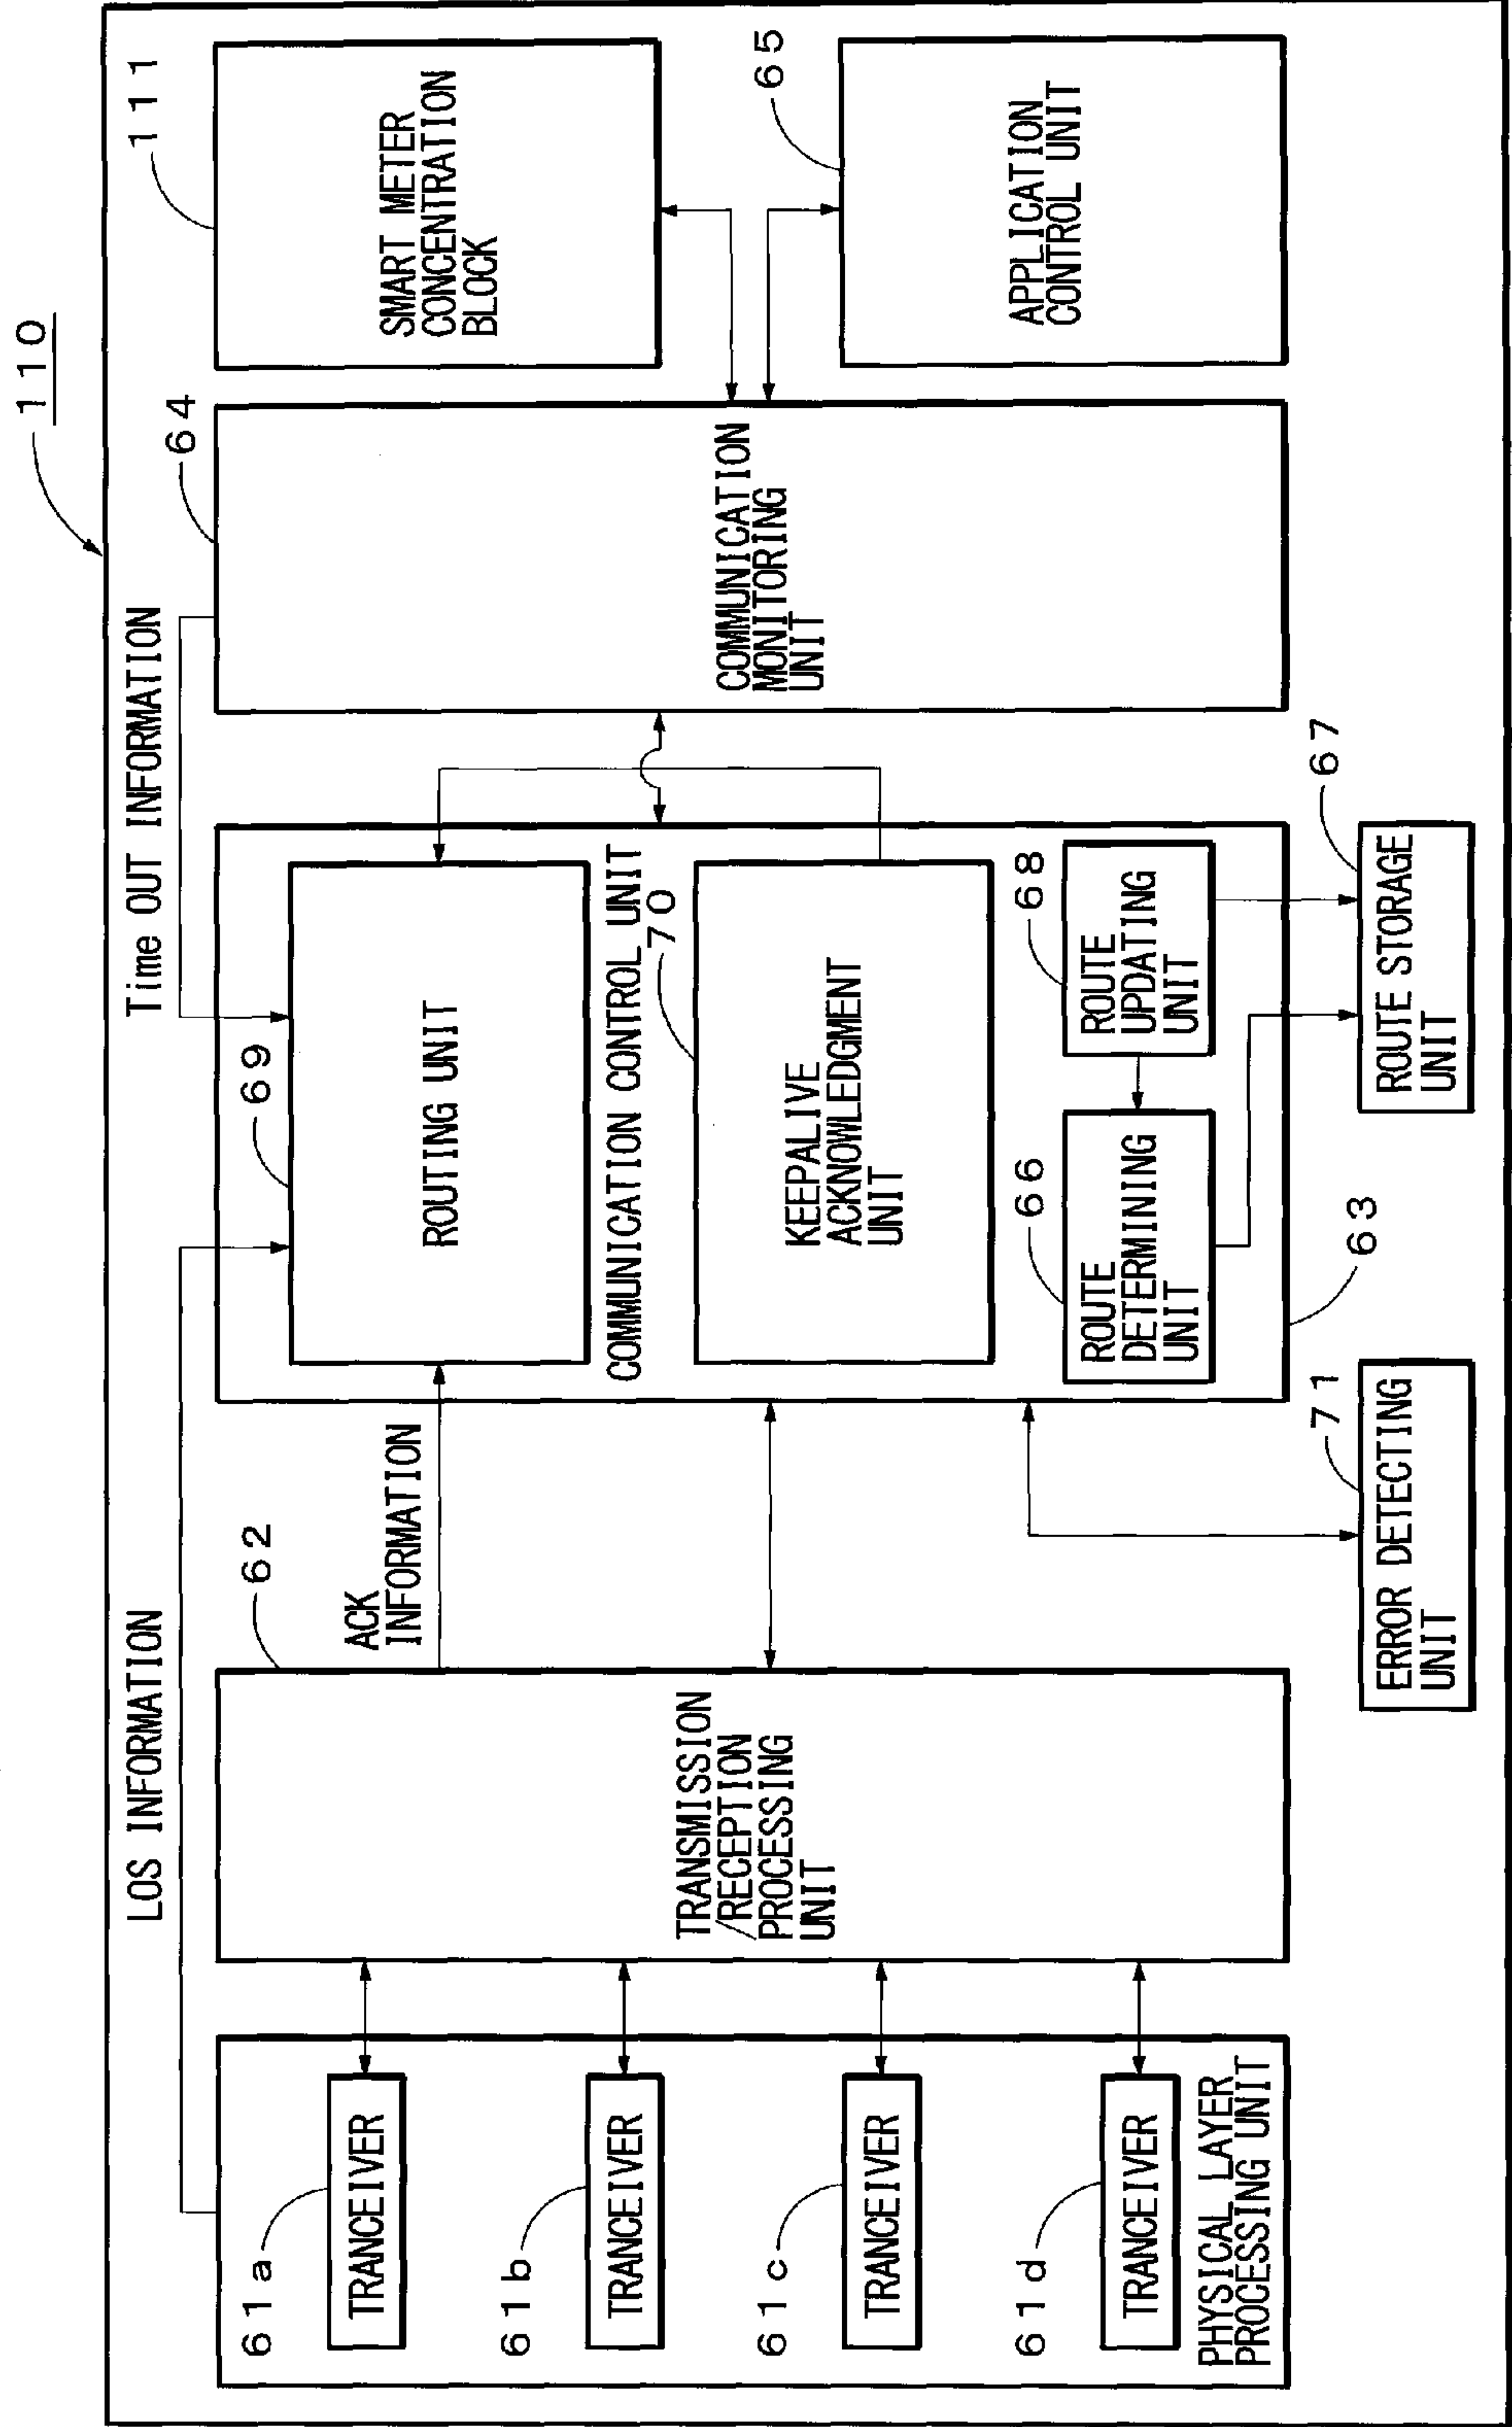 110
LOS INFORMATION
Time OUT INFORMATION
61a
TRANCEIVER
61b
TRANCEIVER
61c
TRANCEIVER
61d
TRANCEIVER
PHYSICAL LAYER
PROCESSING UNIT
62
TRANSMISSION
/RECEPTION
PROCESSING
UNIT
ACK
INFORMATION
69
ROUTING UNIT
COMMUNICATION CONTROL UNIT
70
KEEPALIVE
ACKNOWLEDGMENT
UNIT
66
ROUTE
DETERMINING
UNIT
68
ROUTE
UPDATING
UNIT
63
71
ERROR DETECTING
UNIT
67
ROUTE STORAGE
UNIT
64
COMMUNICATION
MONITORING
UNIT
111
SMART METER
CONCENTRATION
BLOCK
65
APPLICATION
CONTROL UNIT